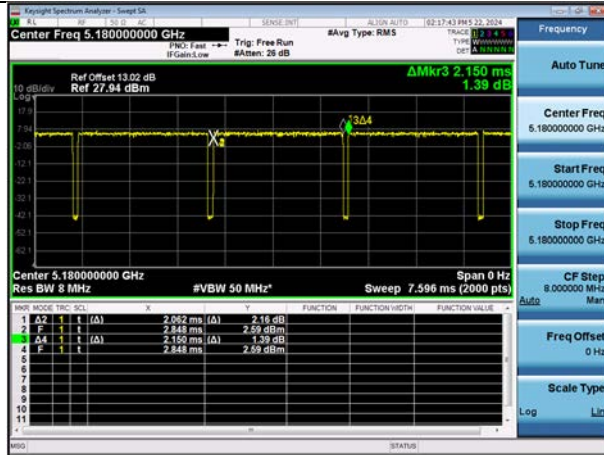 Keysight Spectrum Analyzer - Swept SA
RL RF 50 Ω AC SENSE:INT ALIGN AUTO 02:17:43 PM 5 22, 2024
Center Freq 5.180000000 GHz #Avg Type: RMS TRACE 1 2 3 4 5 6
PNO: Fast Trig: Free Run TYPE
IFGain:Low #Atten: 26 dB DET A N N N N N
Ref Offset 13.02 dB ΔMkr3 2.150 ms
10 dB/div Ref 27.94 dBm 1.39 dB
Log
17.9
7.94
-2.06
-12.1
-22.1
-32.1
-42.1
-52.1
-62.1
3Δ4
Center 5.180000000 GHz Span 0 Hz
Res BW 8 MHz #VBW 50 MHz* Sweep 7.596 ms (2000 pts)
MKR MODE TRC SCL X Y FUNCTION FUNCTION WIDTH FUNCTION VALUE
1 Δ2 1 t (Δ) 2.062 ms (Δ) 2.16 dB
2 F 1 t 2.848 ms 2.59 dBm
3 Δ4 1 t (Δ) 2.150 ms (Δ) 1.39 dB
4 F 1 t 2.848 ms 2.59 dBm
5
6
7
8
9
10
11
MSG STATUS
Frequency
Auto Tune
Center Freq
5.180000000 GHz
Start Freq
5.180000000 GHz
Stop Freq
5.180000000 GHz
CF Step
8.000000 MHz
Auto Man
Freq Offset
0 Hz
Scale Type
Log Lin